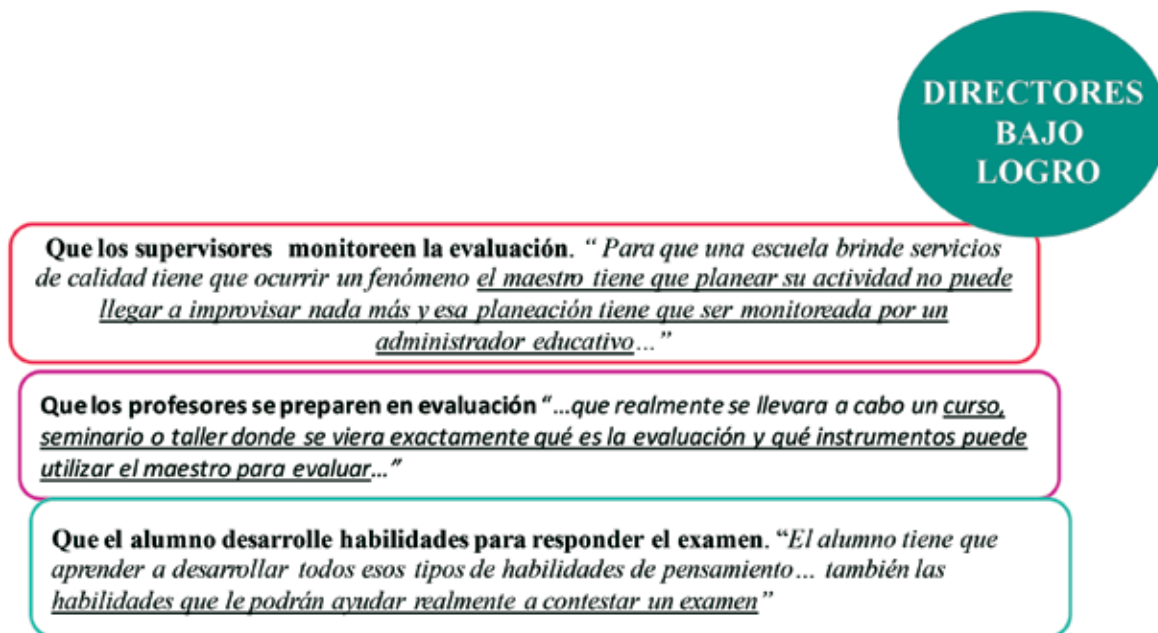 DIRECTORES
BAJO
LOGRO
Que los supervisores monitoreen la evaluación. “ Para que una escuela brinde servicios
de calidad tiene que ocurrir un fenómeno el maestro tiene que planear su actividad no puede
llegar a improvisar nada más y esa planeación tiene que ser monitoreada por un
administrador educativo…”
Que los profesores se preparen en evaluación “…que realmente se llevara a cabo un curso,
seminario o taller donde se viera exactamente qué es la evaluación y qué instrumentos puede
utilizar el maestro para evaluar…”
Que el alumno desarrolle habilidades para responder el examen. “El alumno tiene que
aprender a desarrollar todos esos tipos de habilidades de pensamiento… también las
habilidades que le podrán ayudar realmente a contestar un examen”